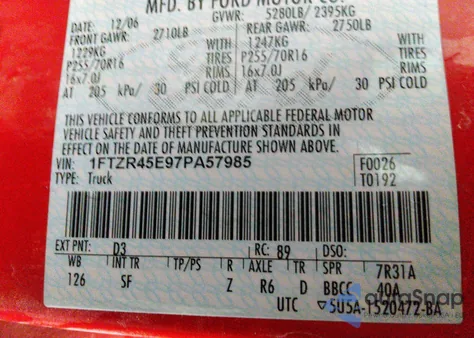 MFD. BY FORD MOTOR CO.
DATE: 12/06 GVWR: 5280LB/ 2395KG
FRONT GAWR: 2710LB REAR GAWR: 2750LB
1229KG WITH 1247KG WITH
P255/70R16 TIRES P255/70R16 TIRES
16x7.0J RIMS 16x7.0J RIMS
AT 205 kPa/ 30 PSI COLD AT 205 kPa/ 30 PSI COLD
THIS VEHICLE CONFORMS TO ALL APPLICABLE FEDERAL MOTOR
VEHICLE SAFETY AND THEFT PREVENTION STANDARDS IN
EFFECT ON THE DATE OF MANUFACTURE SHOWN ABOVE.
VIN: 1FTZR45E97PA57985 F0026
TYPE: Truck T0192
EXT PNT: D3 RC: 89 DSO:
WB INT TR TP/PS R AXLE TR SPR 7R31A
126 SF Z R6 D BBCC 40A
UTC ▽5U5A-1520472-BA
autoSnap